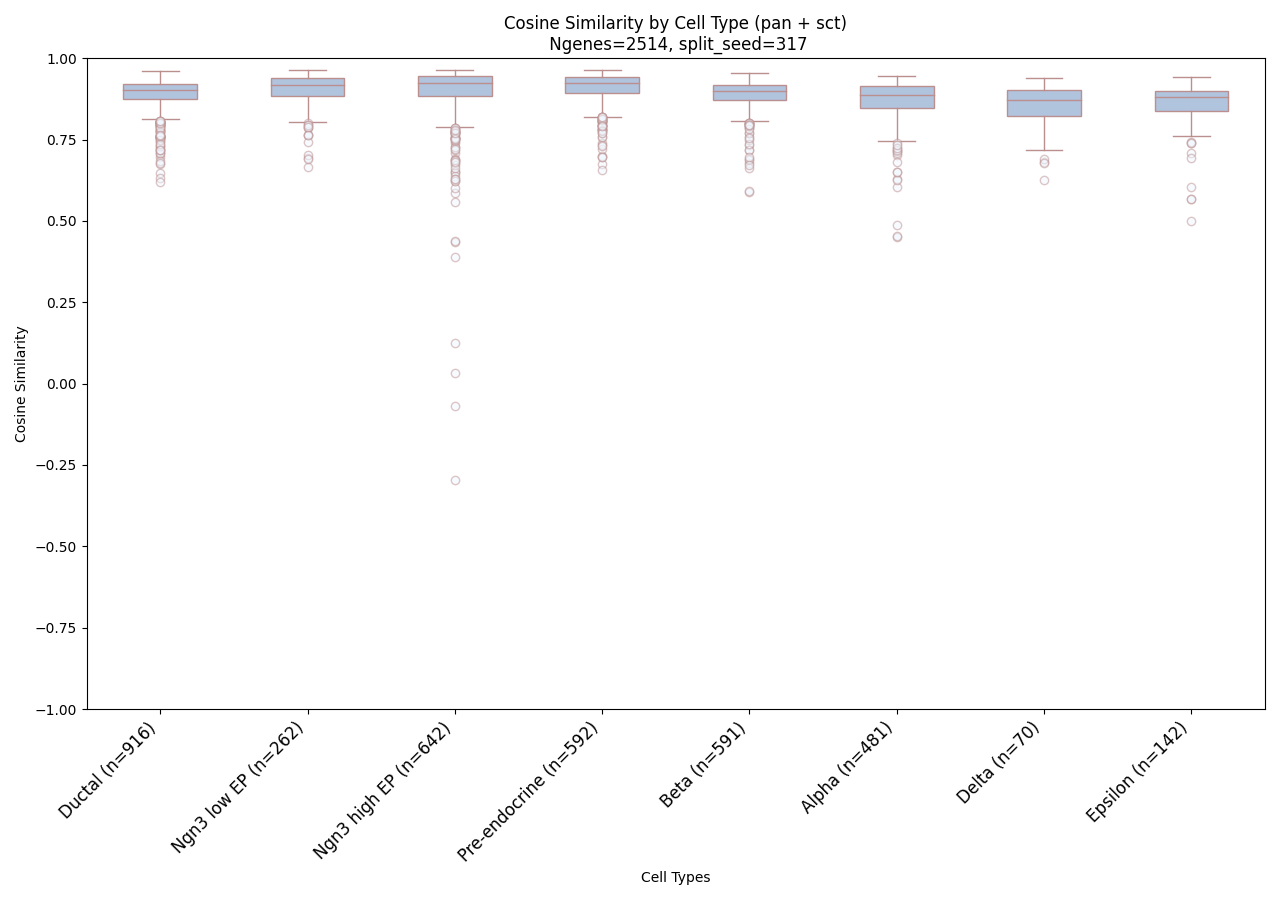 Cosine Similarity by Cell Type (pan + sct)
Ngenes=2514, split_seed=317
1.00
0.75
0.50
0.25
0.00
−0.25
−0.50
−0.75
−1.00
Cosine Similarity
Ductal (n=916)
Ngn3 low EP (n=262)
Ngn3 high EP (n=642)
Pre-endocrine (n=592)
Beta (n=591)
Alpha (n=481)
Delta (n=70)
Epsilon (n=142)
Cell Types